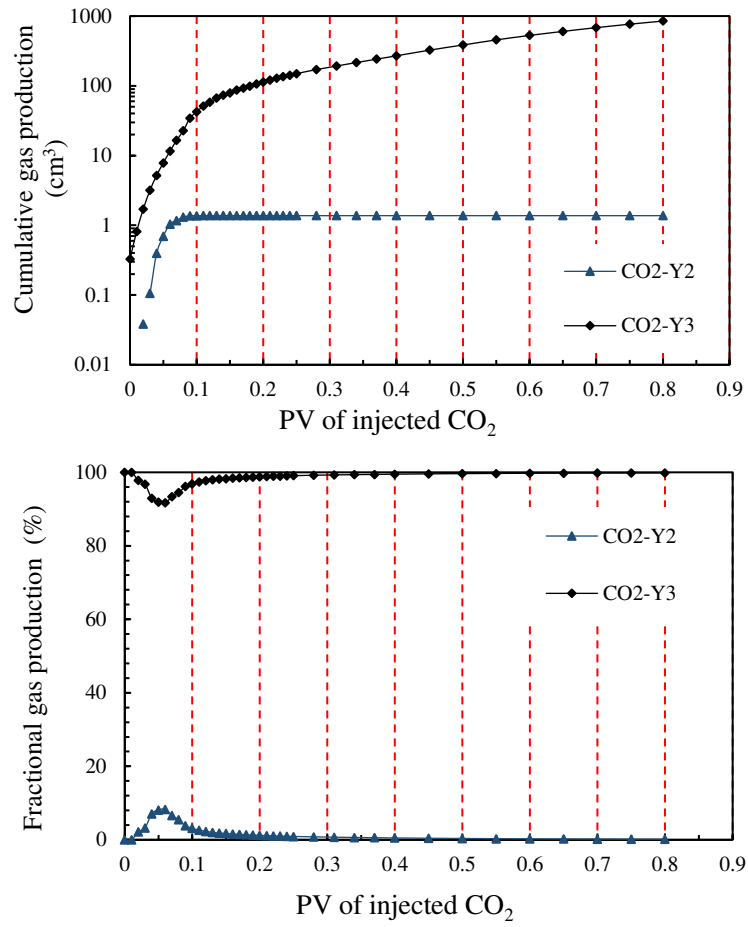 1000
100
10
1
0.1
0.01
Cumulative gas production
(cm³)
CO2-Y2
CO2-Y3
0 0.1 0.2 0.3 0.4 0.5 0.6 0.7 0.8 0.9
PV of injected CO₂
100
80
60
40
20
0
Fractional gas production (%)
CO2-Y2
CO2-Y3
0 0.1 0.2 0.3 0.4 0.5 0.6 0.7 0.8 0.9
PV of injected CO₂